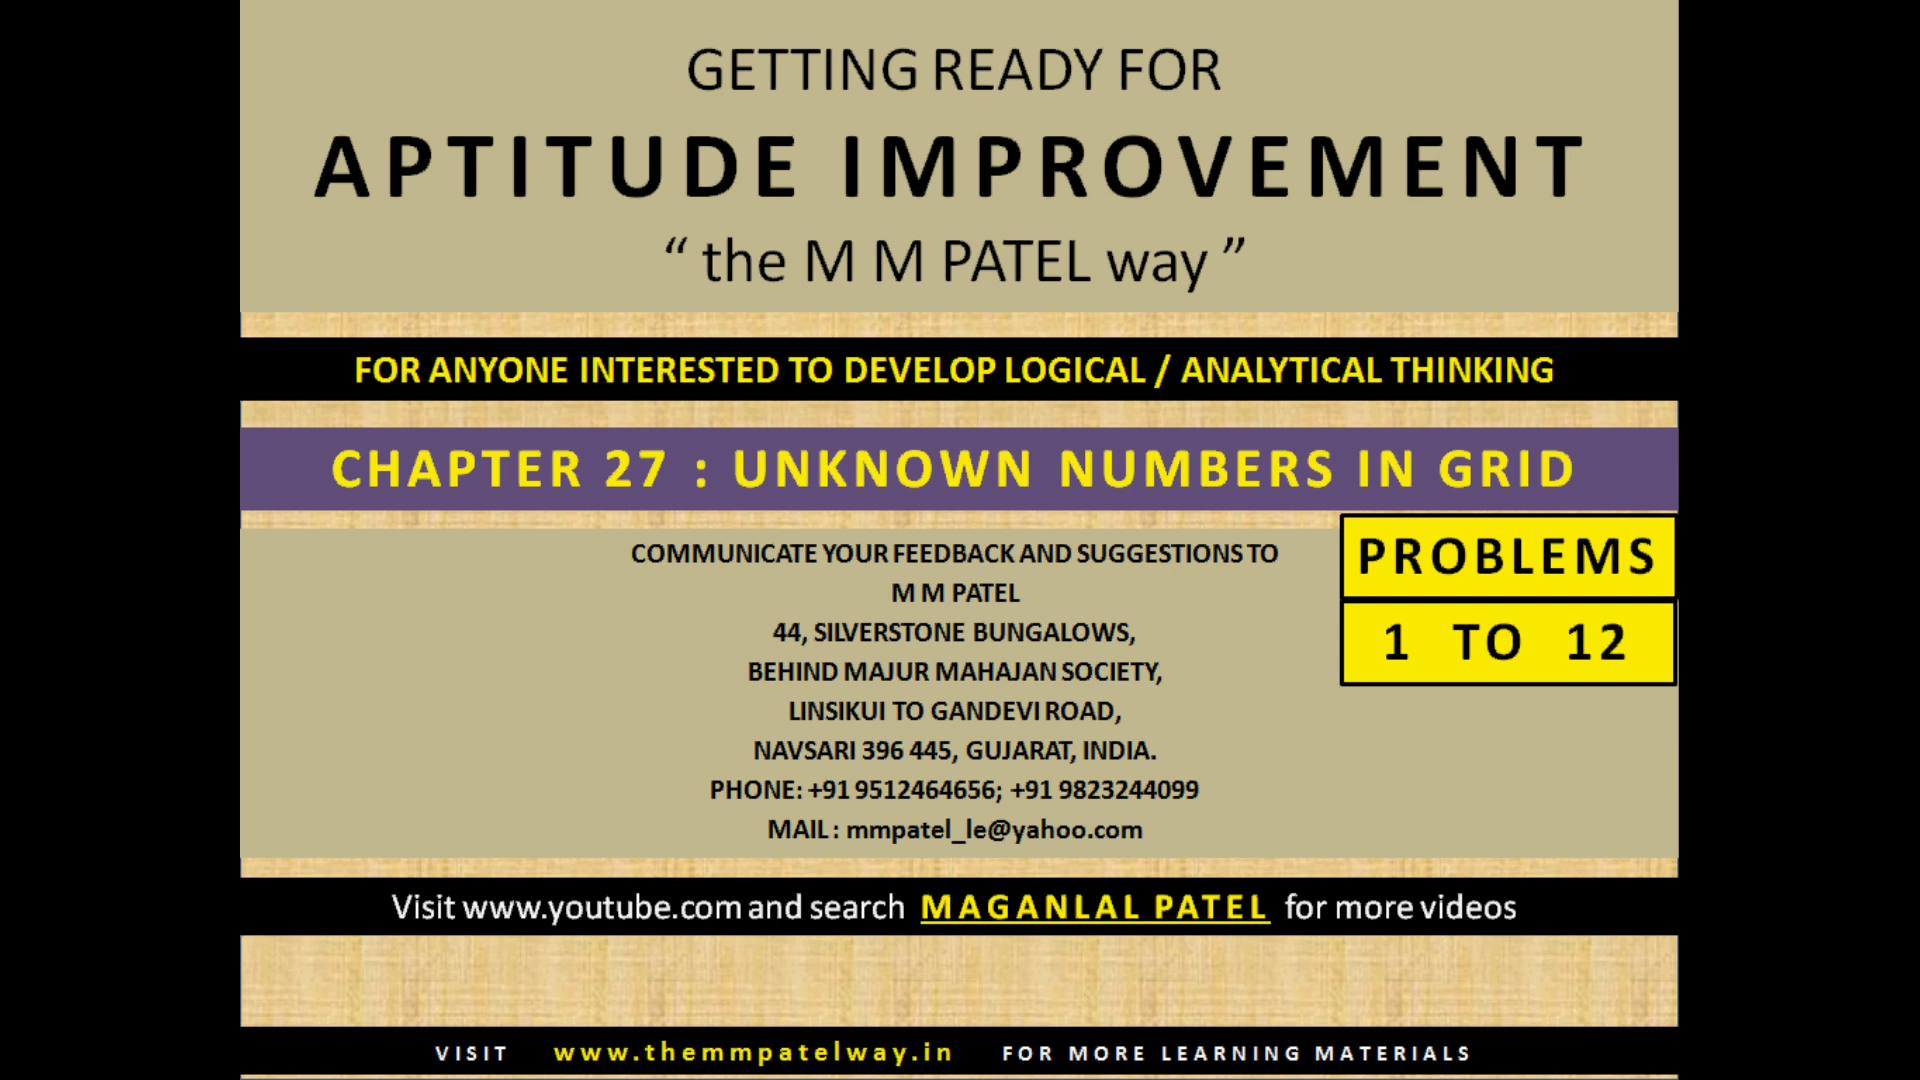 GETTING READY FOR
APTITUDE IMPROVEMENT
“ the M M PATEL way ”
FOR ANYONE INTERESTED TO DEVELOP LOGICAL / ANALYTICAL THINKING
CHAPTER 27 : UNKNOWN NUMBERS IN GRID
PROBLEMS
1 TO 12
COMMUNICATE YOUR FEEDBACK AND SUGGESTIONS TO
M M PATEL
44, SILVERSTONE BUNGALOWS,
BEHIND MAJUR MAHAJAN SOCIETY,
LINSIKUI TO GANDEVI ROAD,
NAVSARI 396 445, GUJARAT, INDIA.
PHONE: +91 9512464656; +91 9823244099
MAIL : mmpatel_le@yahoo.com
Visit www.youtube.com and search MAGANLAL PATEL for more videos
VISIT www.themmpatelway.in FOR MORE LEARNING MATERIALS